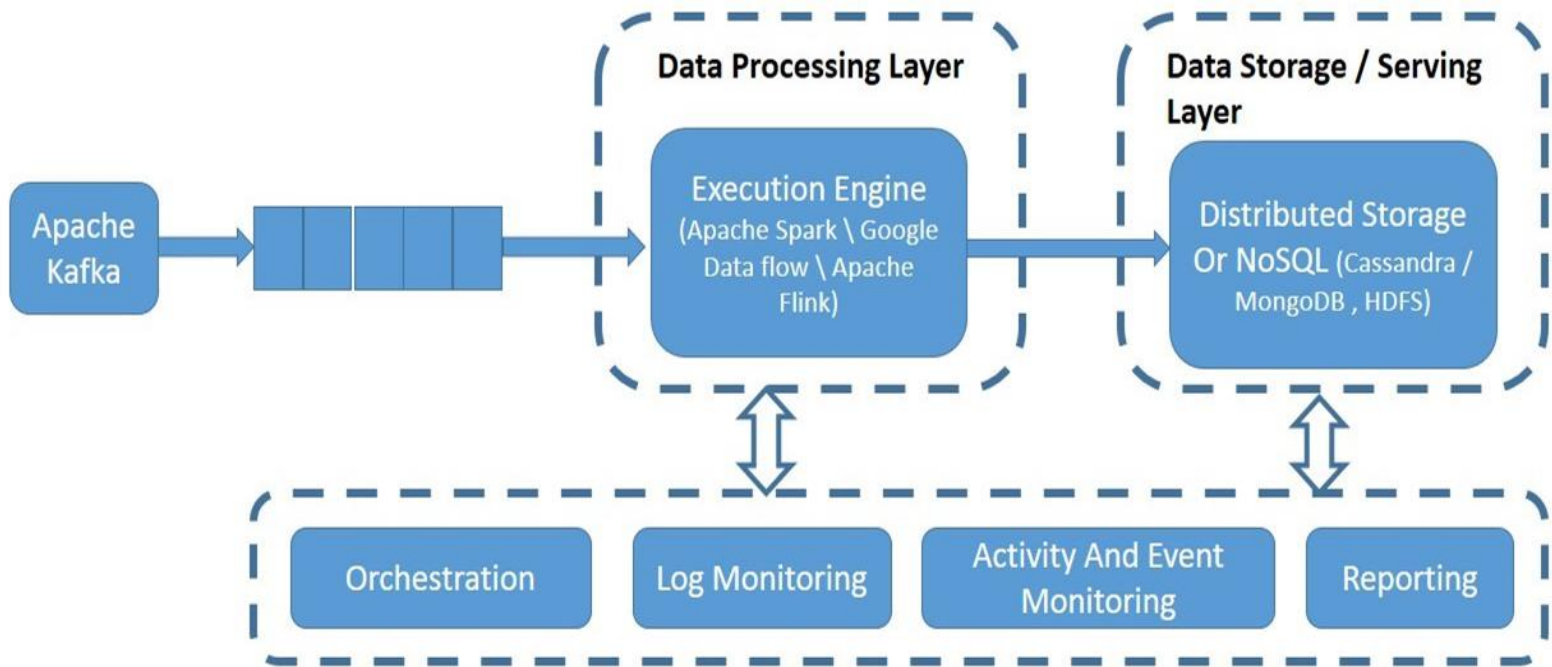 Data Processing Layer
Data Storage / Serving
Layer
Apache
Kafka
Execution Engine
(Apache Spark \ Google
Data flow \ Apache
Flink)
Distributed Storage
Or NoSQL (Cassandra /
MongoDB , HDFS)
Orchestration
Log Monitoring
Activity And Event
Monitoring
Reporting